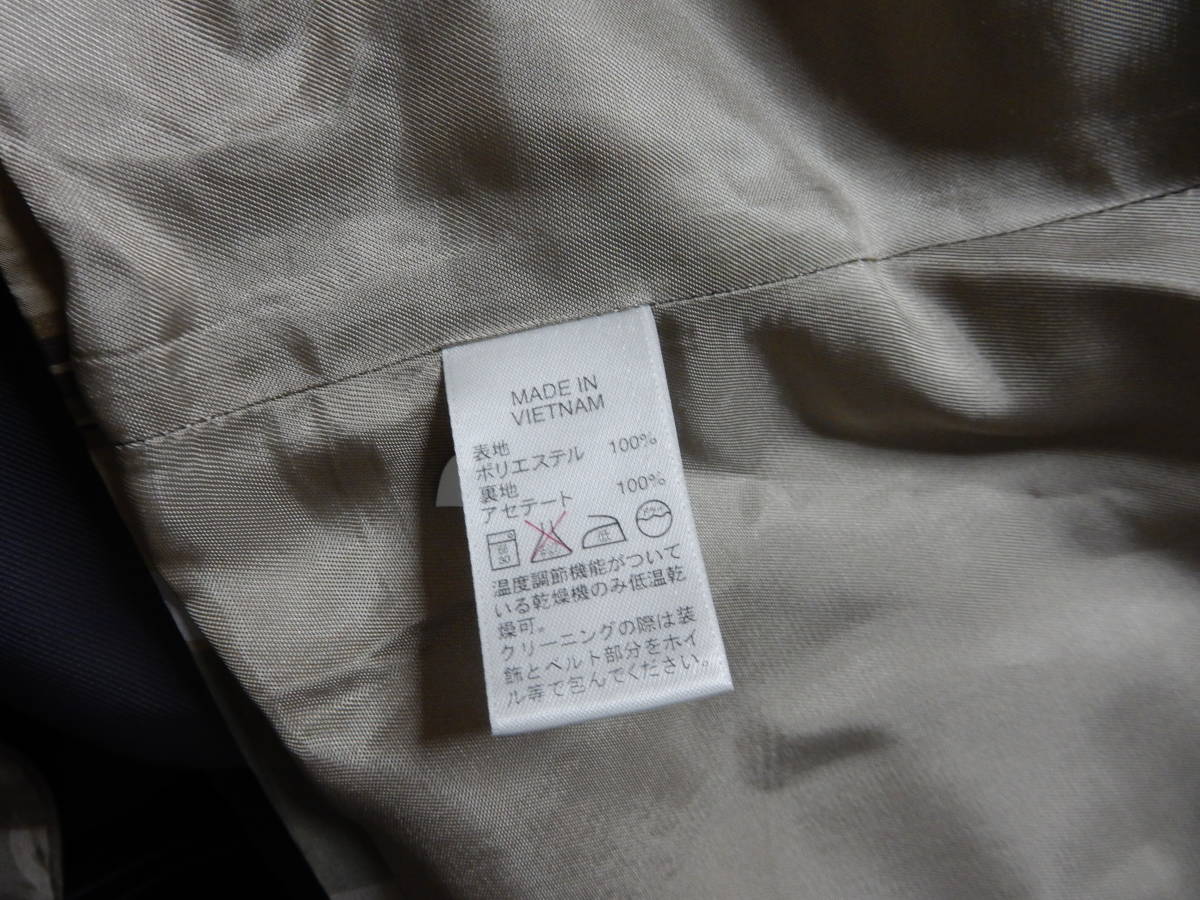 MADE IN
VIETNAM
表地
ポリエステル 100%
裏地
アセテート 100%
低
温度調節機能がついて
いる乾燥機のみ低温乾
燥可。
クリーニングの際は装
飾とベルト部分をホイ
ル等で包んでください。